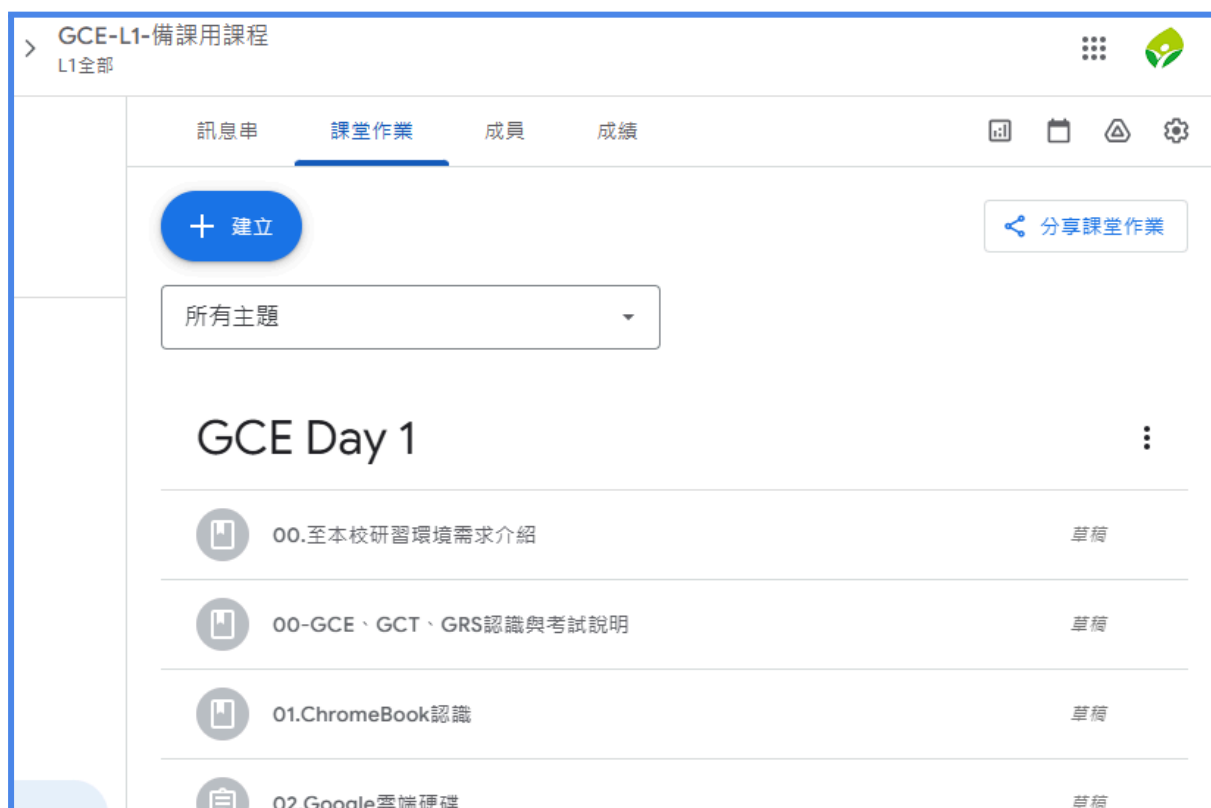 GCE-L1-備課用課程
L1全部
訊息串 課堂作業 成員 成績
建立
分享課堂作業
所有主題
GCE Day 1
00.至本校研習環境需求介紹 草稿
00-GCE、GCT、GRS認識與考試說明 草稿
01.ChromeBook認識 草稿
02.Google雲端硬碟 草稿